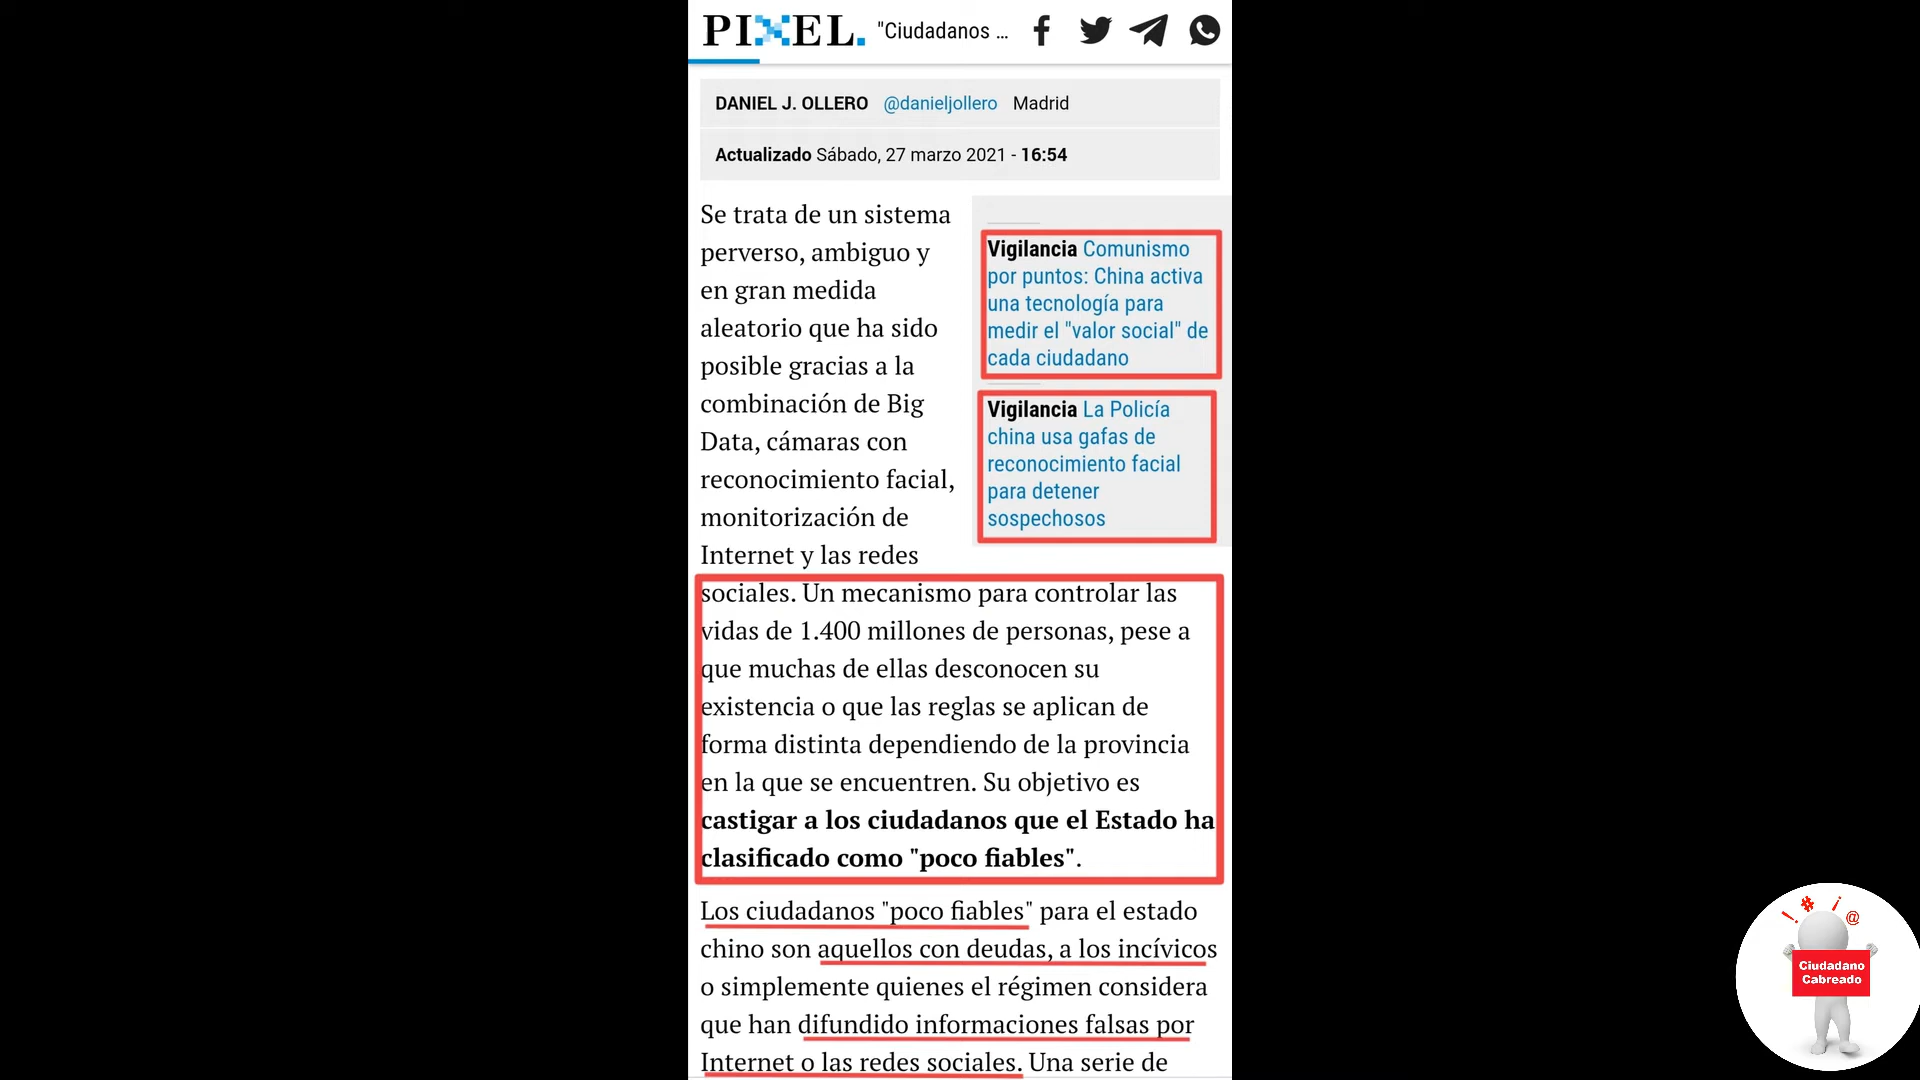 PIXEL. "Ciudadanos ...
DANIEL J. OLLERO @danieljollero Madrid
Actualizado Sábado, 27 marzo 2021 - 16:54
Se trata de un sistema
perverso, ambiguo y
en gran medida
aleatorio que ha sido
posible gracias a la
combinación de Big
Data, cámaras con
reconocimiento facial,
monitorización de
Internet y las redes
Vigilancia Comunismo
por puntos: China activa
una tecnología para
medir el "valor social" de
cada ciudadano
Vigilancia La Policía
china usa gafas de
reconocimiento facial
para detener
sospechosos
sociales. Un mecanismo para controlar las
vidas de 1.400 millones de personas, pese a
que muchas de ellas desconocen su
existencia o que las reglas se aplican de
forma distinta dependiendo de la provincia
en la que se encuentren. Su objetivo es
castigar a los ciudadanos que el Estado ha
clasificado como "poco fiables".
Los ciudadanos "poco fiables" para el estado
chino son aquellos con deudas, a los incívicos
o simplemente quienes el régimen considera
que han difundido informaciones falsas por
Internet o las redes sociales. Una serie de
! # ¡ @
Ciudadano
Cabreado